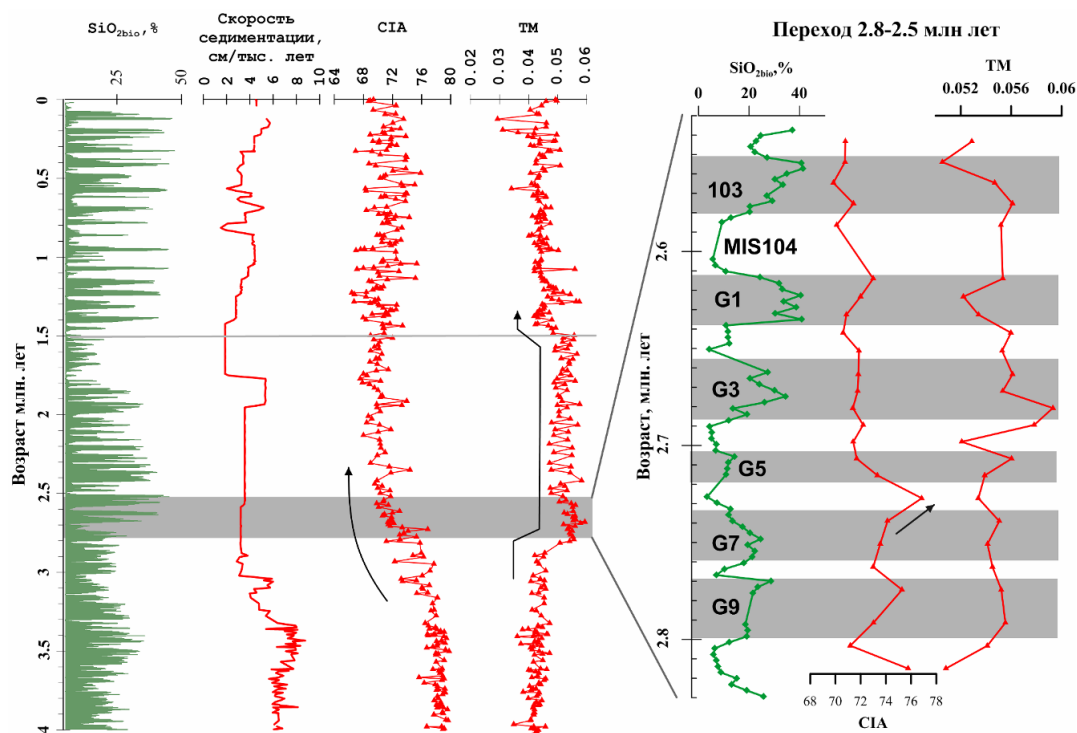 SiO2bio,%
Скорость
седиментации,
см/тыс. лет
CIA
TM
25 50
0 2 4 6 8 10 12 14
64 68 72 76 80
0.02 0.03 0.04 0.05 0.06
Возраст млн. лет
0
0.5
1
1.5
2
2.5
3
3.5
4
Переход 2.8-2.5 млн лет
SiO2bio,%
TM
0 20 40
0.052 0.056 0.06
Возраст, млн. лет
2.6
2.7
2.8
103
MIS104
G1
G3
G5
G7
G9
68 70 72 74 76 78
CIA